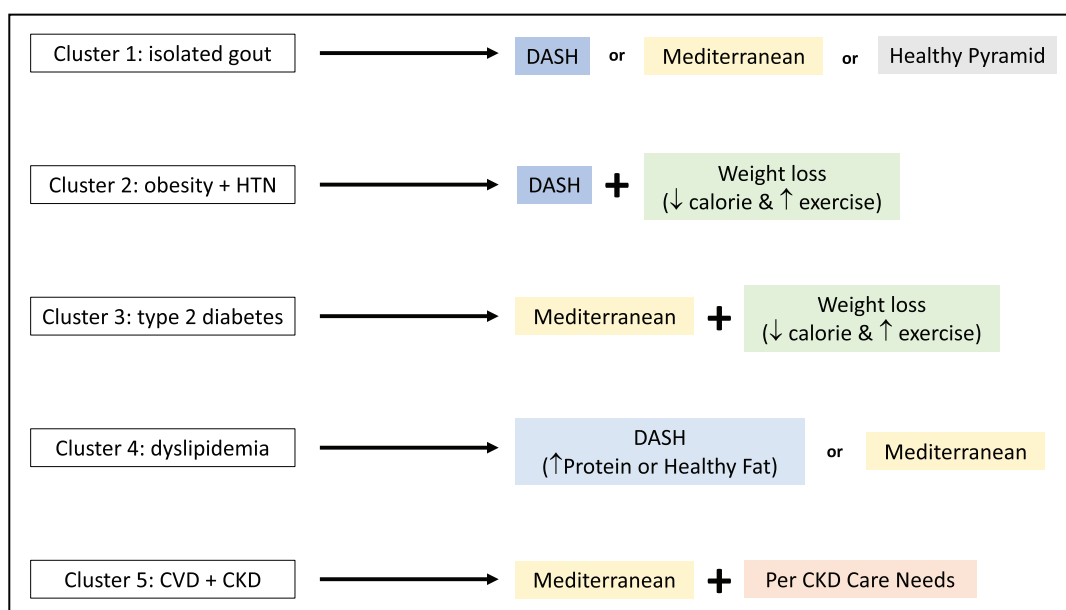 Cluster 1: isolated gout DASH or Mediterranean or Healthy Pyramid
Cluster 2: obesity + HTN DASH + Weight loss
(↓ calorie & ↑ exercise)
Cluster 3: type 2 diabetes Mediterranean + Weight loss
(↓ calorie & ↑ exercise)
Cluster 4: dyslipidemia DASH
(↑Protein or Healthy Fat) or Mediterranean
Cluster 5: CVD + CKD Mediterranean + Per CKD Care Needs